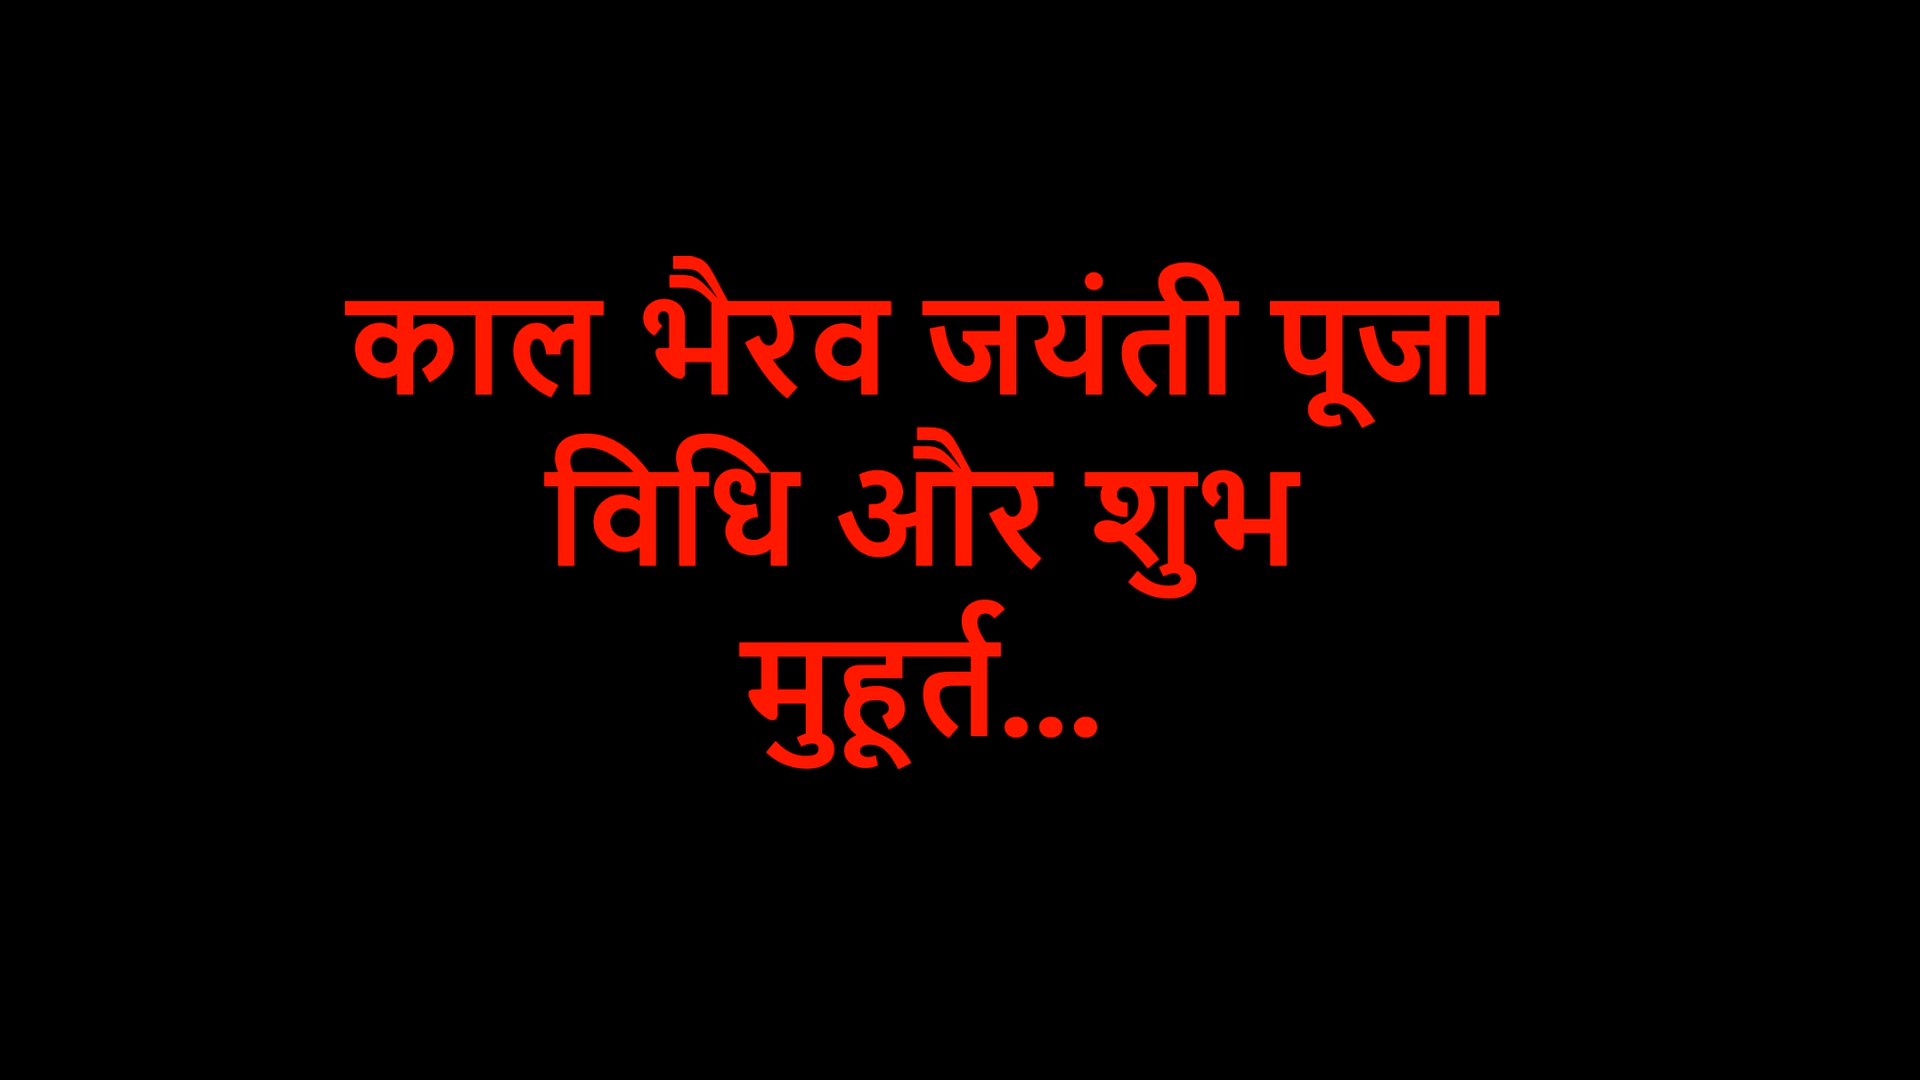 काल भैरव जयंती पूजा
विधि और शुभ
मुहूर्त...